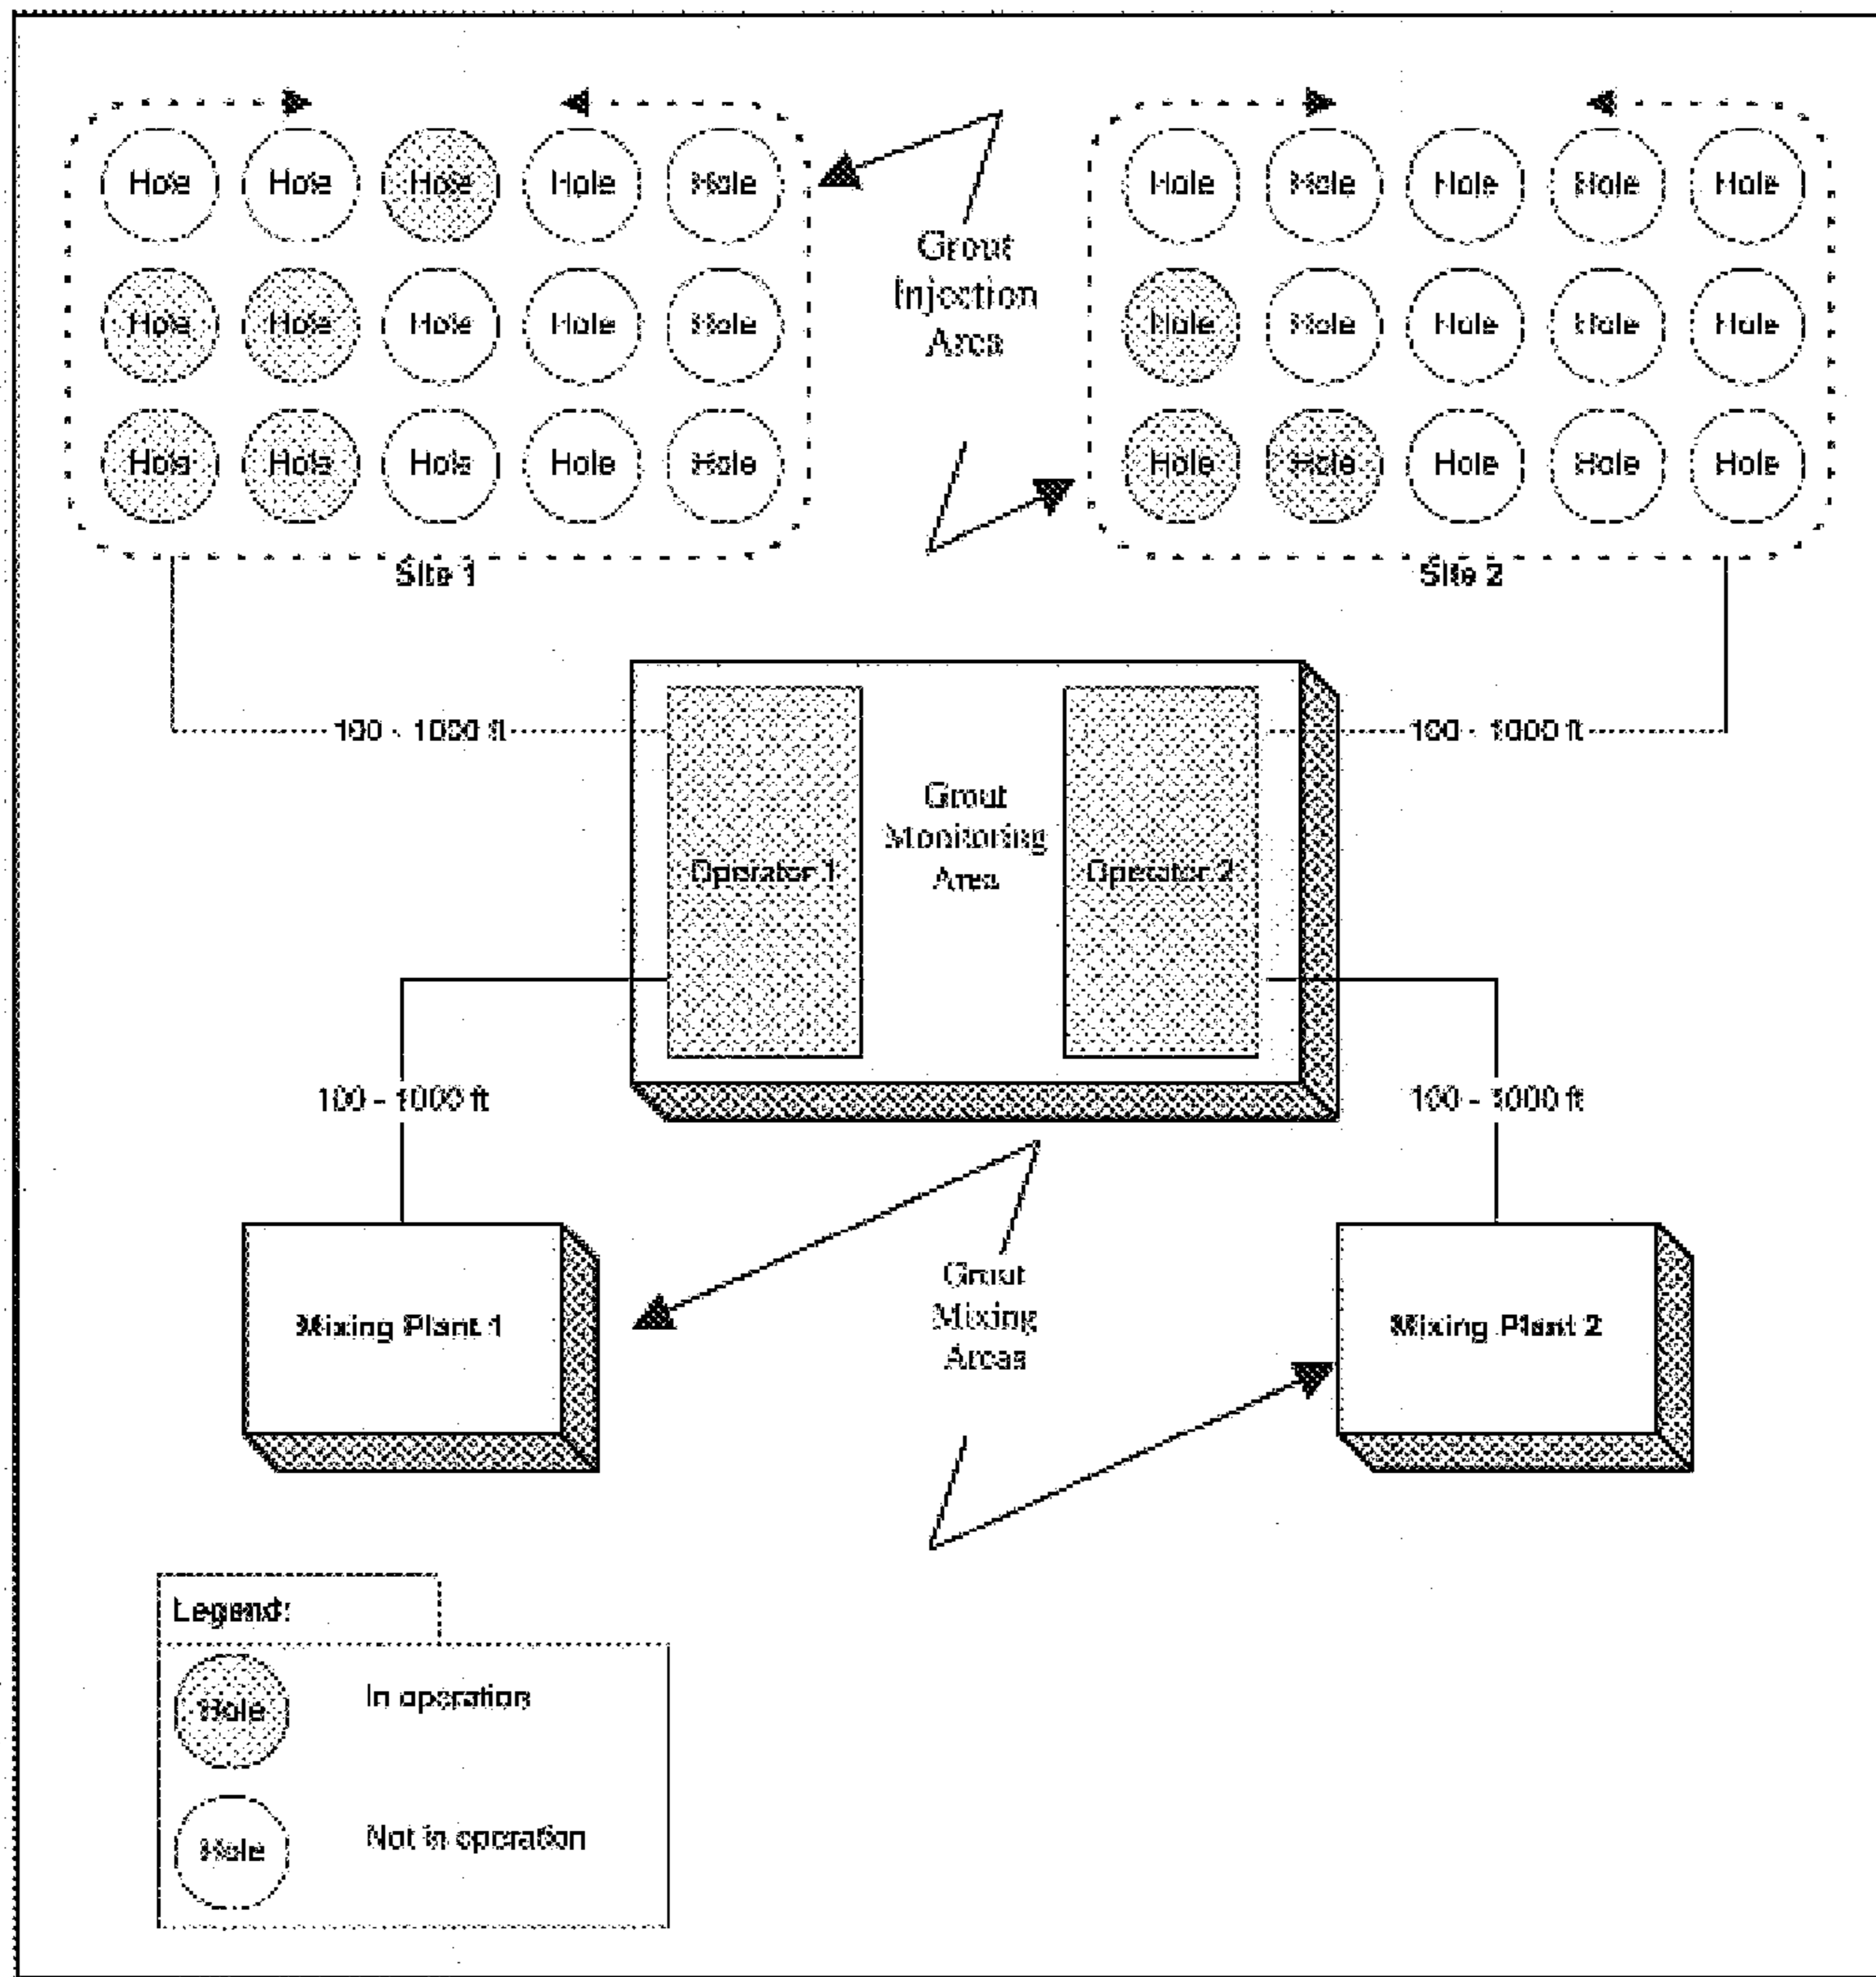 Hole Hole Hole Hole Hole
Hole Hole Hole Hole Hole
Hole Hole Hole Hole Hole
Site 1
Grout
Injection
Area
Hole Hole Hole Hole Hole
Hole Hole Hole Hole Hole
Hole Hole Hole Hole Hole
Site 2
100 - 1000 ft
100 - 1000 ft
Operator 1
Grout
Monitoring
Area
Operator 2
100 - 1000 ft
100 - 1000 ft
Mixing Plant 1
Grout
Mixing
Areas
Mixing Plant 2
Legend:
Hole In operation
Hole Not in operation